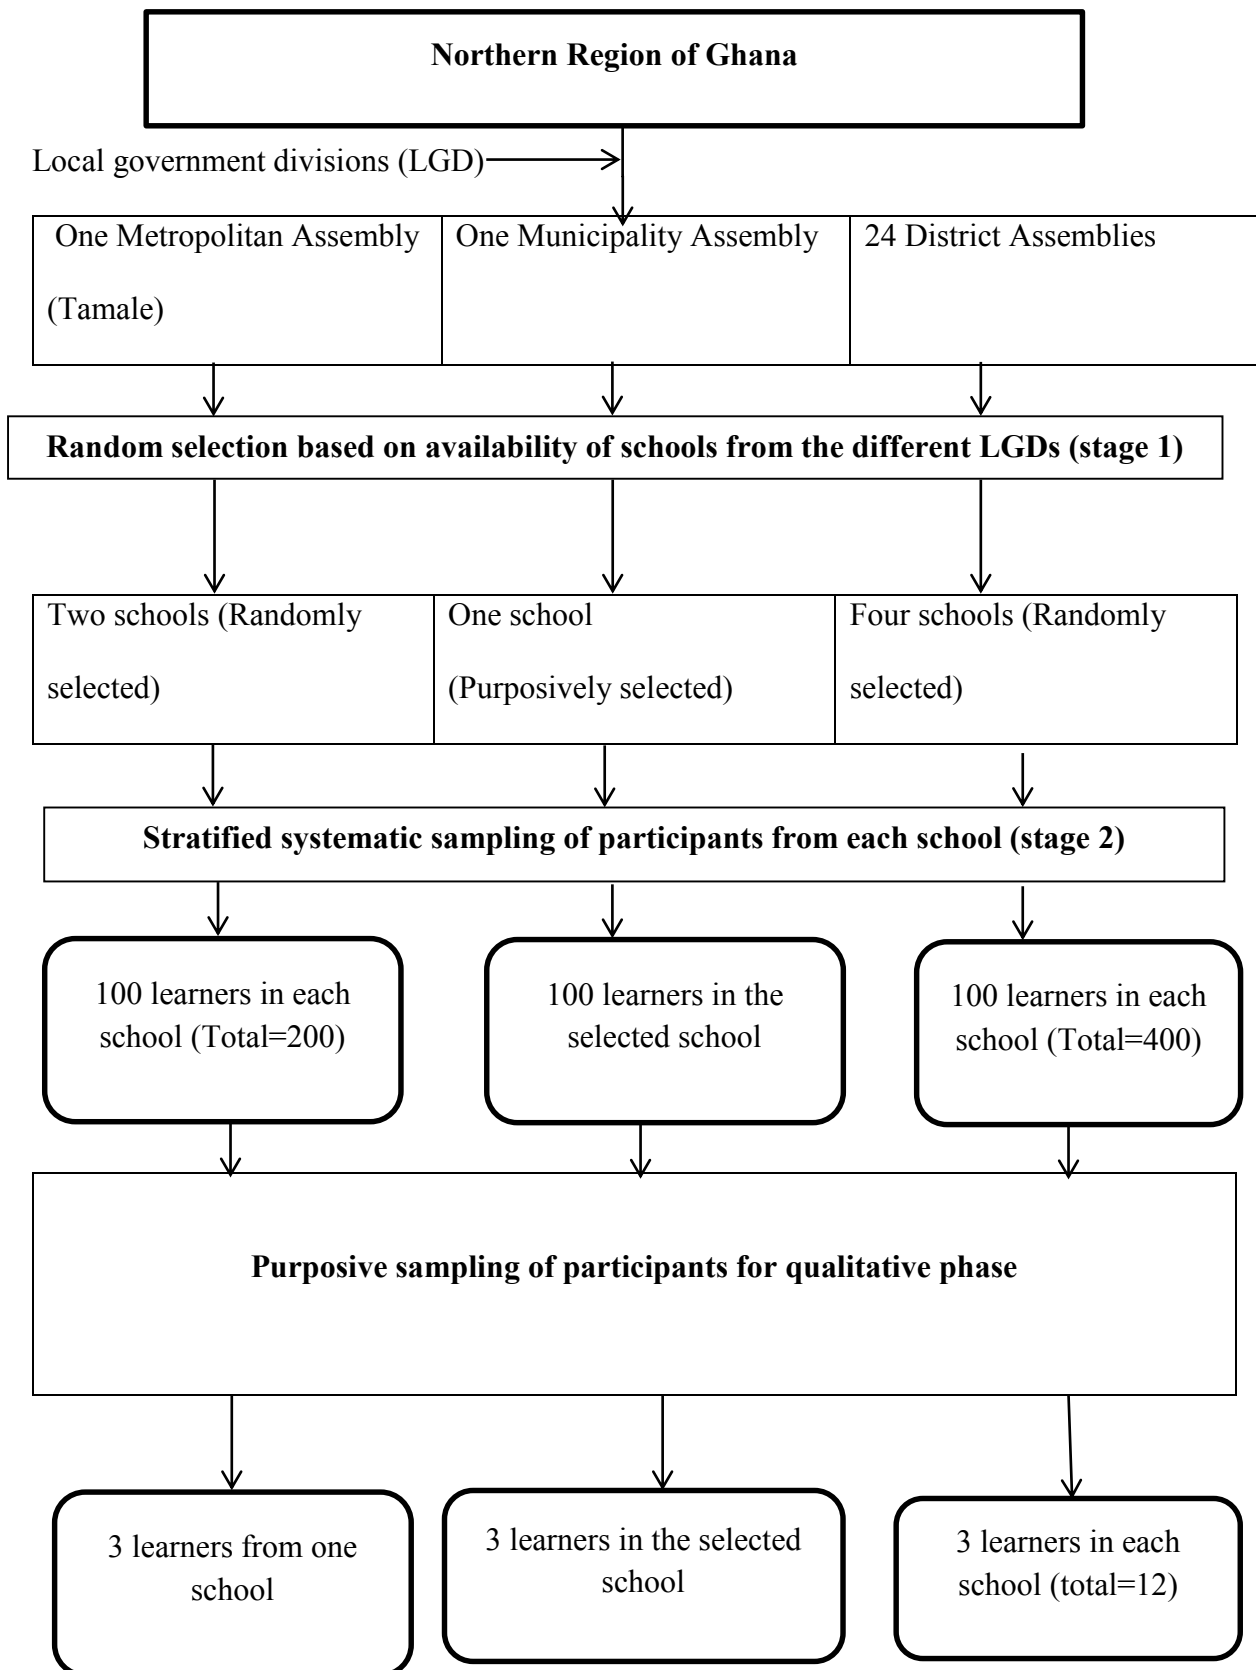 Northern Region of Ghana
Local government divisions (LGD)
One Metropolitan Assembly
(Tamale)
One Municipality Assembly
24 District Assemblies
Random selection based on availability of schools from the different LGDs (stage 1)
Two schools (Randomly
selected)
One school
(Purposively selected)
Four schools (Randomly
selected)
Stratified systematic sampling of participants from each school (stage 2)
100 learners in each
school (Total=200)
100 learners in the
selected school
100 learners in each
school (Total=400)
Purposive sampling of participants for qualitative phase
3 learners from one
school
3 learners in the selected
school
3 learners in each
school (total=12)